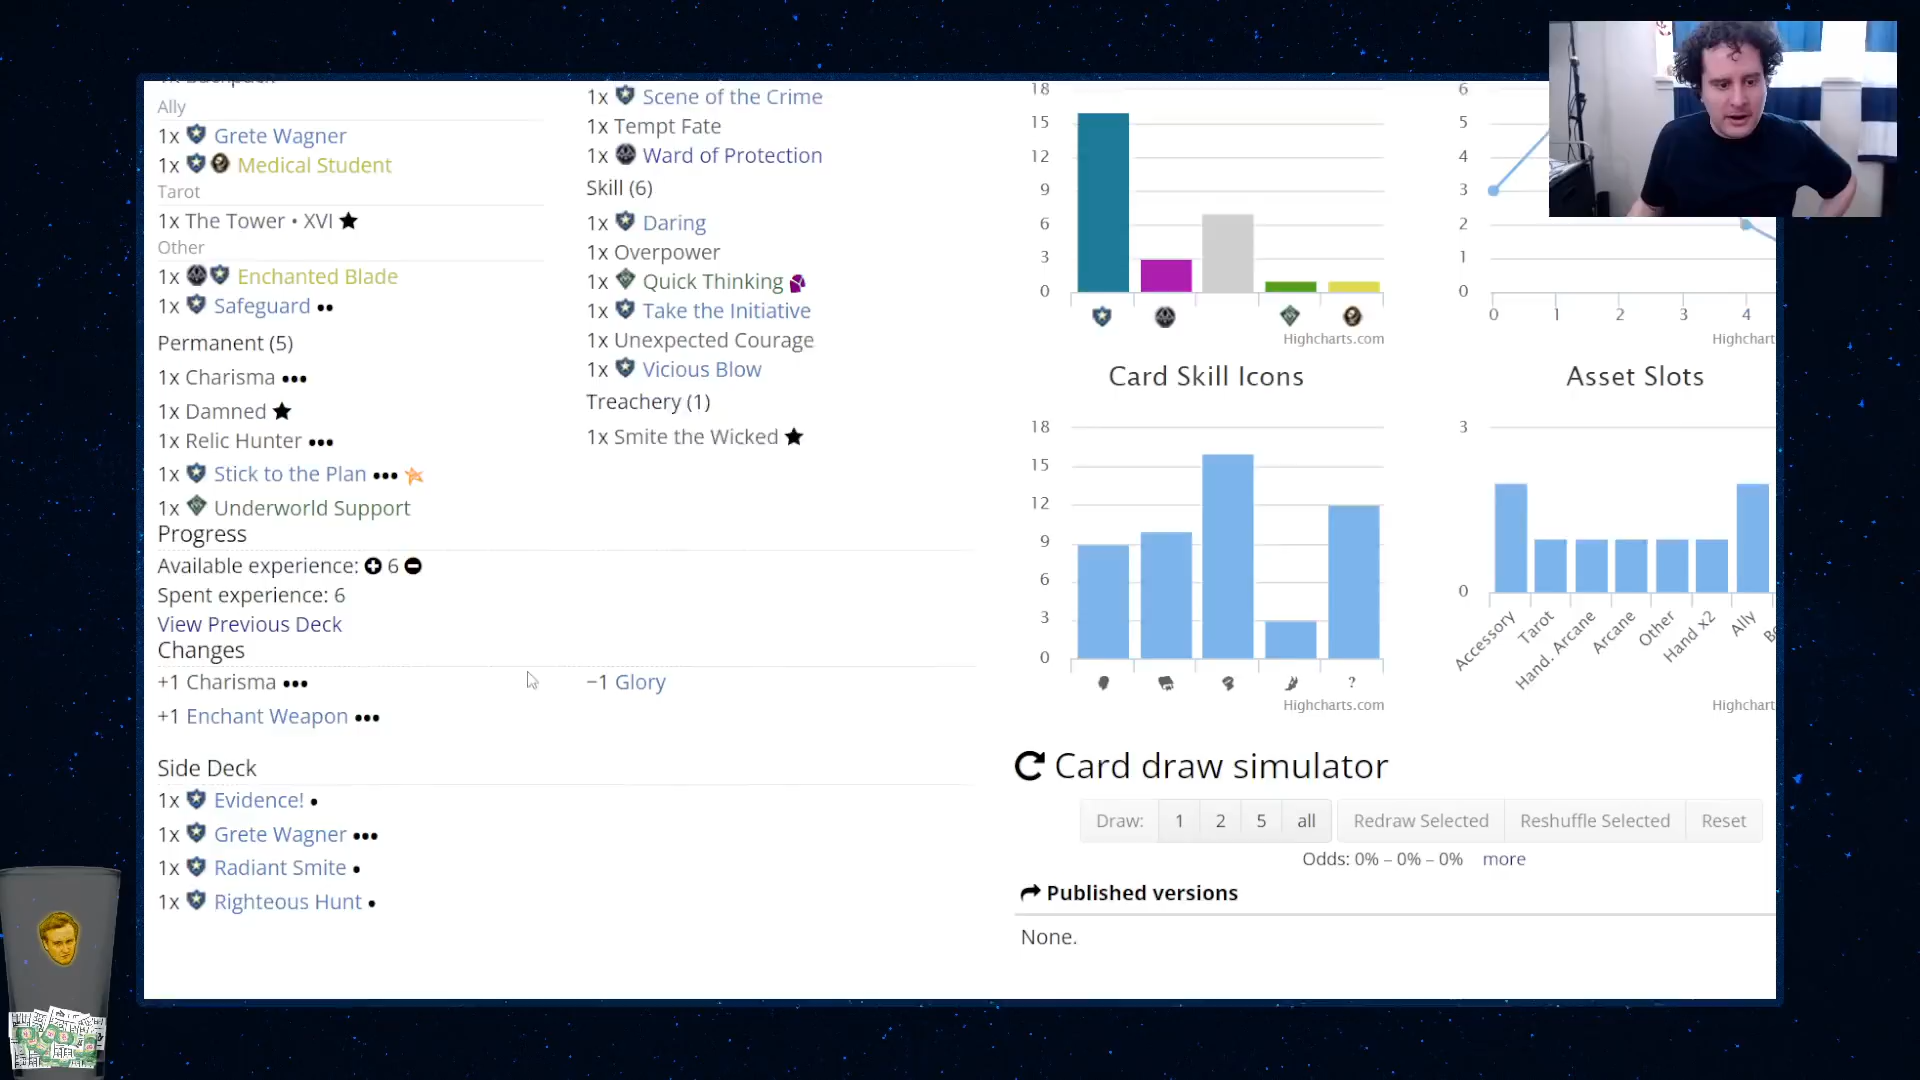 Ally
1x Grete Wagner
1x Medical Student
Tarot
1x The Tower • XVI
Other
1x Enchanted Blade
1x Safeguard ••
Permanent (5)
1x Charisma •••
1x Damned
1x Relic Hunter •••
1x Stick to the Plan •••
1x Underworld Support
1x Scene of the Crime
1x Tempt Fate
1x Ward of Protection
Skill (6)
1x Daring
1x Overpower
1x Quick Thinking
1x Take the Initiative
1x Unexpected Courage
1x Vicious Blow
Treachery (1)
1x Smite the Wicked
Progress
Available experience: 6
Spent experience: 6
View Previous Deck
Changes
+1 Charisma •••
−1 Glory
+1 Enchant Weapon •••
Side Deck
1x Evidence! •
1x Grete Wagner •••
1x Radiant Smite •
1x Righteous Hunt •
18
15
12
9
6
3
0
Highcharts.com
6
5
4
3
2
1
0
0 1 2 3 4
Highchart
Card Skill Icons
18
15
12
9
6
3
0
?
Highcharts.com
Asset Slots
3
0
Accessory
Tarot
Hand. Arcane
Arcane
Other
Hand x2
Ally
Highchart
Card draw simulator
Draw: 1 2 5 all Redraw Selected Reshuffle Selected Reset
Odds: 0% – 0% – 0% more
Published versions
None.